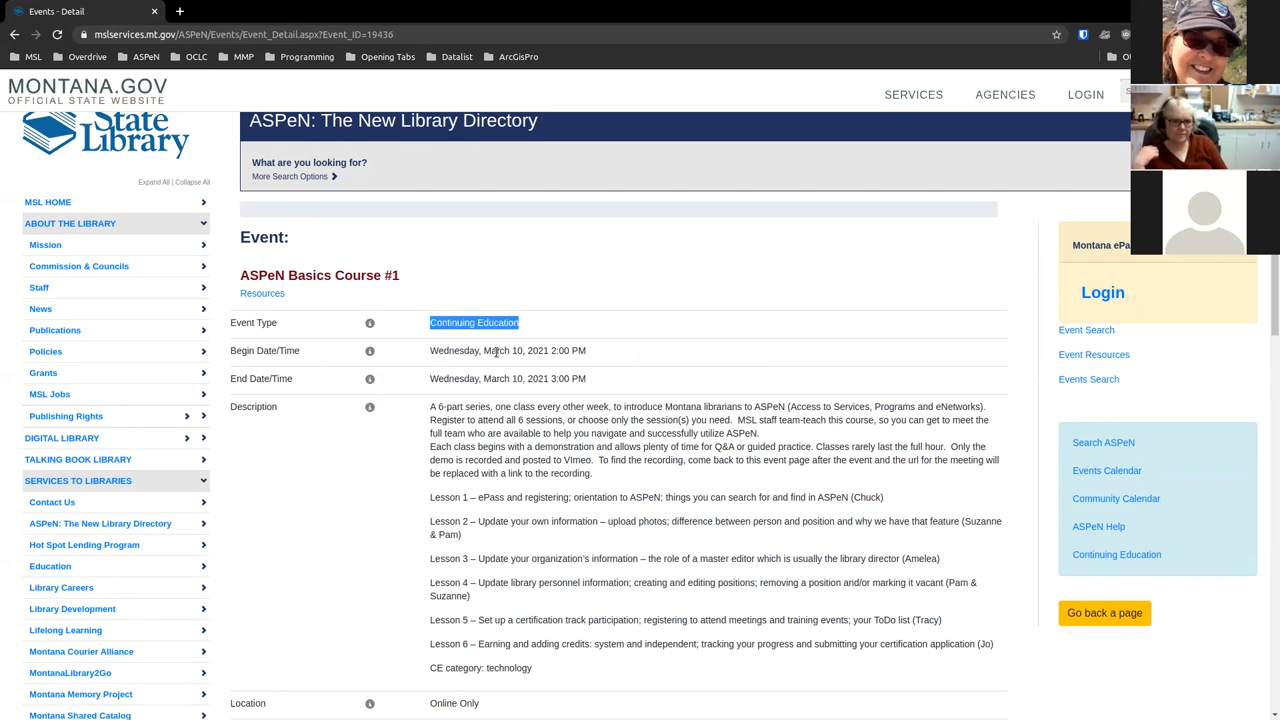 Events - Event Detail
https://mslservices.mt.gov/ASPeN/Events/Event_Detail.aspx?Event_ID=19436
MSL Overdrive ASPeN OCLC MMP Programming Opening Tabs Datalist ArcGisPro
MONTANA.GOV
OFFICIAL STATE WEBSITE
SERVICES AGENCIES LOGIN
State Library
Expand All | Collapse All
MSL HOME
ABOUT THE LIBRARY
Mission
Commission & Councils
Staff
News
Publications
Policies
Grants
MSL Jobs
Publishing Rights
DIGITAL LIBRARY
TALKING BOOK LIBRARY
SERVICES TO LIBRARIES
Contact Us
ASPeN: The New Library Directory
Hot Spot Lending Program
Education
Library Careers
Library Development
Lifelong Learning
Montana Courier Alliance
MontanaLibrary2Go
Montana Memory Project
Montana Shared Catalog
ASPeN: The New Library Directory
What are you looking for?
More Search Options
Event:
ASPeN Basics Course #1
Resources
Event Type Continuing Education
Begin Date/Time Wednesday, March 10, 2021 2:00 PM
End Date/Time Wednesday, March 10, 2021 3:00 PM
Description A 6-part series, one class every other week, to introduce Montana librarians to ASPeN (Access to Services, Programs and eNetworks).
Register to attend all 6 sessions, or choose only the session(s) you need.  MSL staff team-teach this course, so you can get to meet the
full team who are available to help you navigate and successfully utilize ASPeN.
Each class begins with a demonstration and allows plenty of time for Q&A or guided practice. Classes rarely last the full hour.  Only the
demo is recorded and posted to VImeo.  To find the recording, come back to this event page after the event and the url for the meeting will
be replaced with a link to the recording.
Lesson 1 – ePass and registering; orientation to ASPeN; things you can search for and find in ASPeN (Chuck)
Lesson 2 – Update your own information – upload photos; difference between person and position and why we have that feature (Suzanne
& Pam)
Lesson 3 – Update your organization's information – the role of a master editor which is usually the library director (Amelea)
Lesson 4 – Update library personnel information; creating and editing positions; removing a position and/or marking it vacant (Pam &
Suzanne)
Lesson 5 – Set up a certification track participation; registering to attend meetings and training events; your ToDo list (Tracy)
Lesson 6 – Earning and adding credits: system and independent; tracking your progress and submitting your certification application (Jo)
CE category: technology
Location Online Only
Montana ePa
Login
Event Search
Event Resources
Events Search
Search ASPeN
Events Calendar
Community Calendar
ASPeN Help
Continuing Education
Go back a page